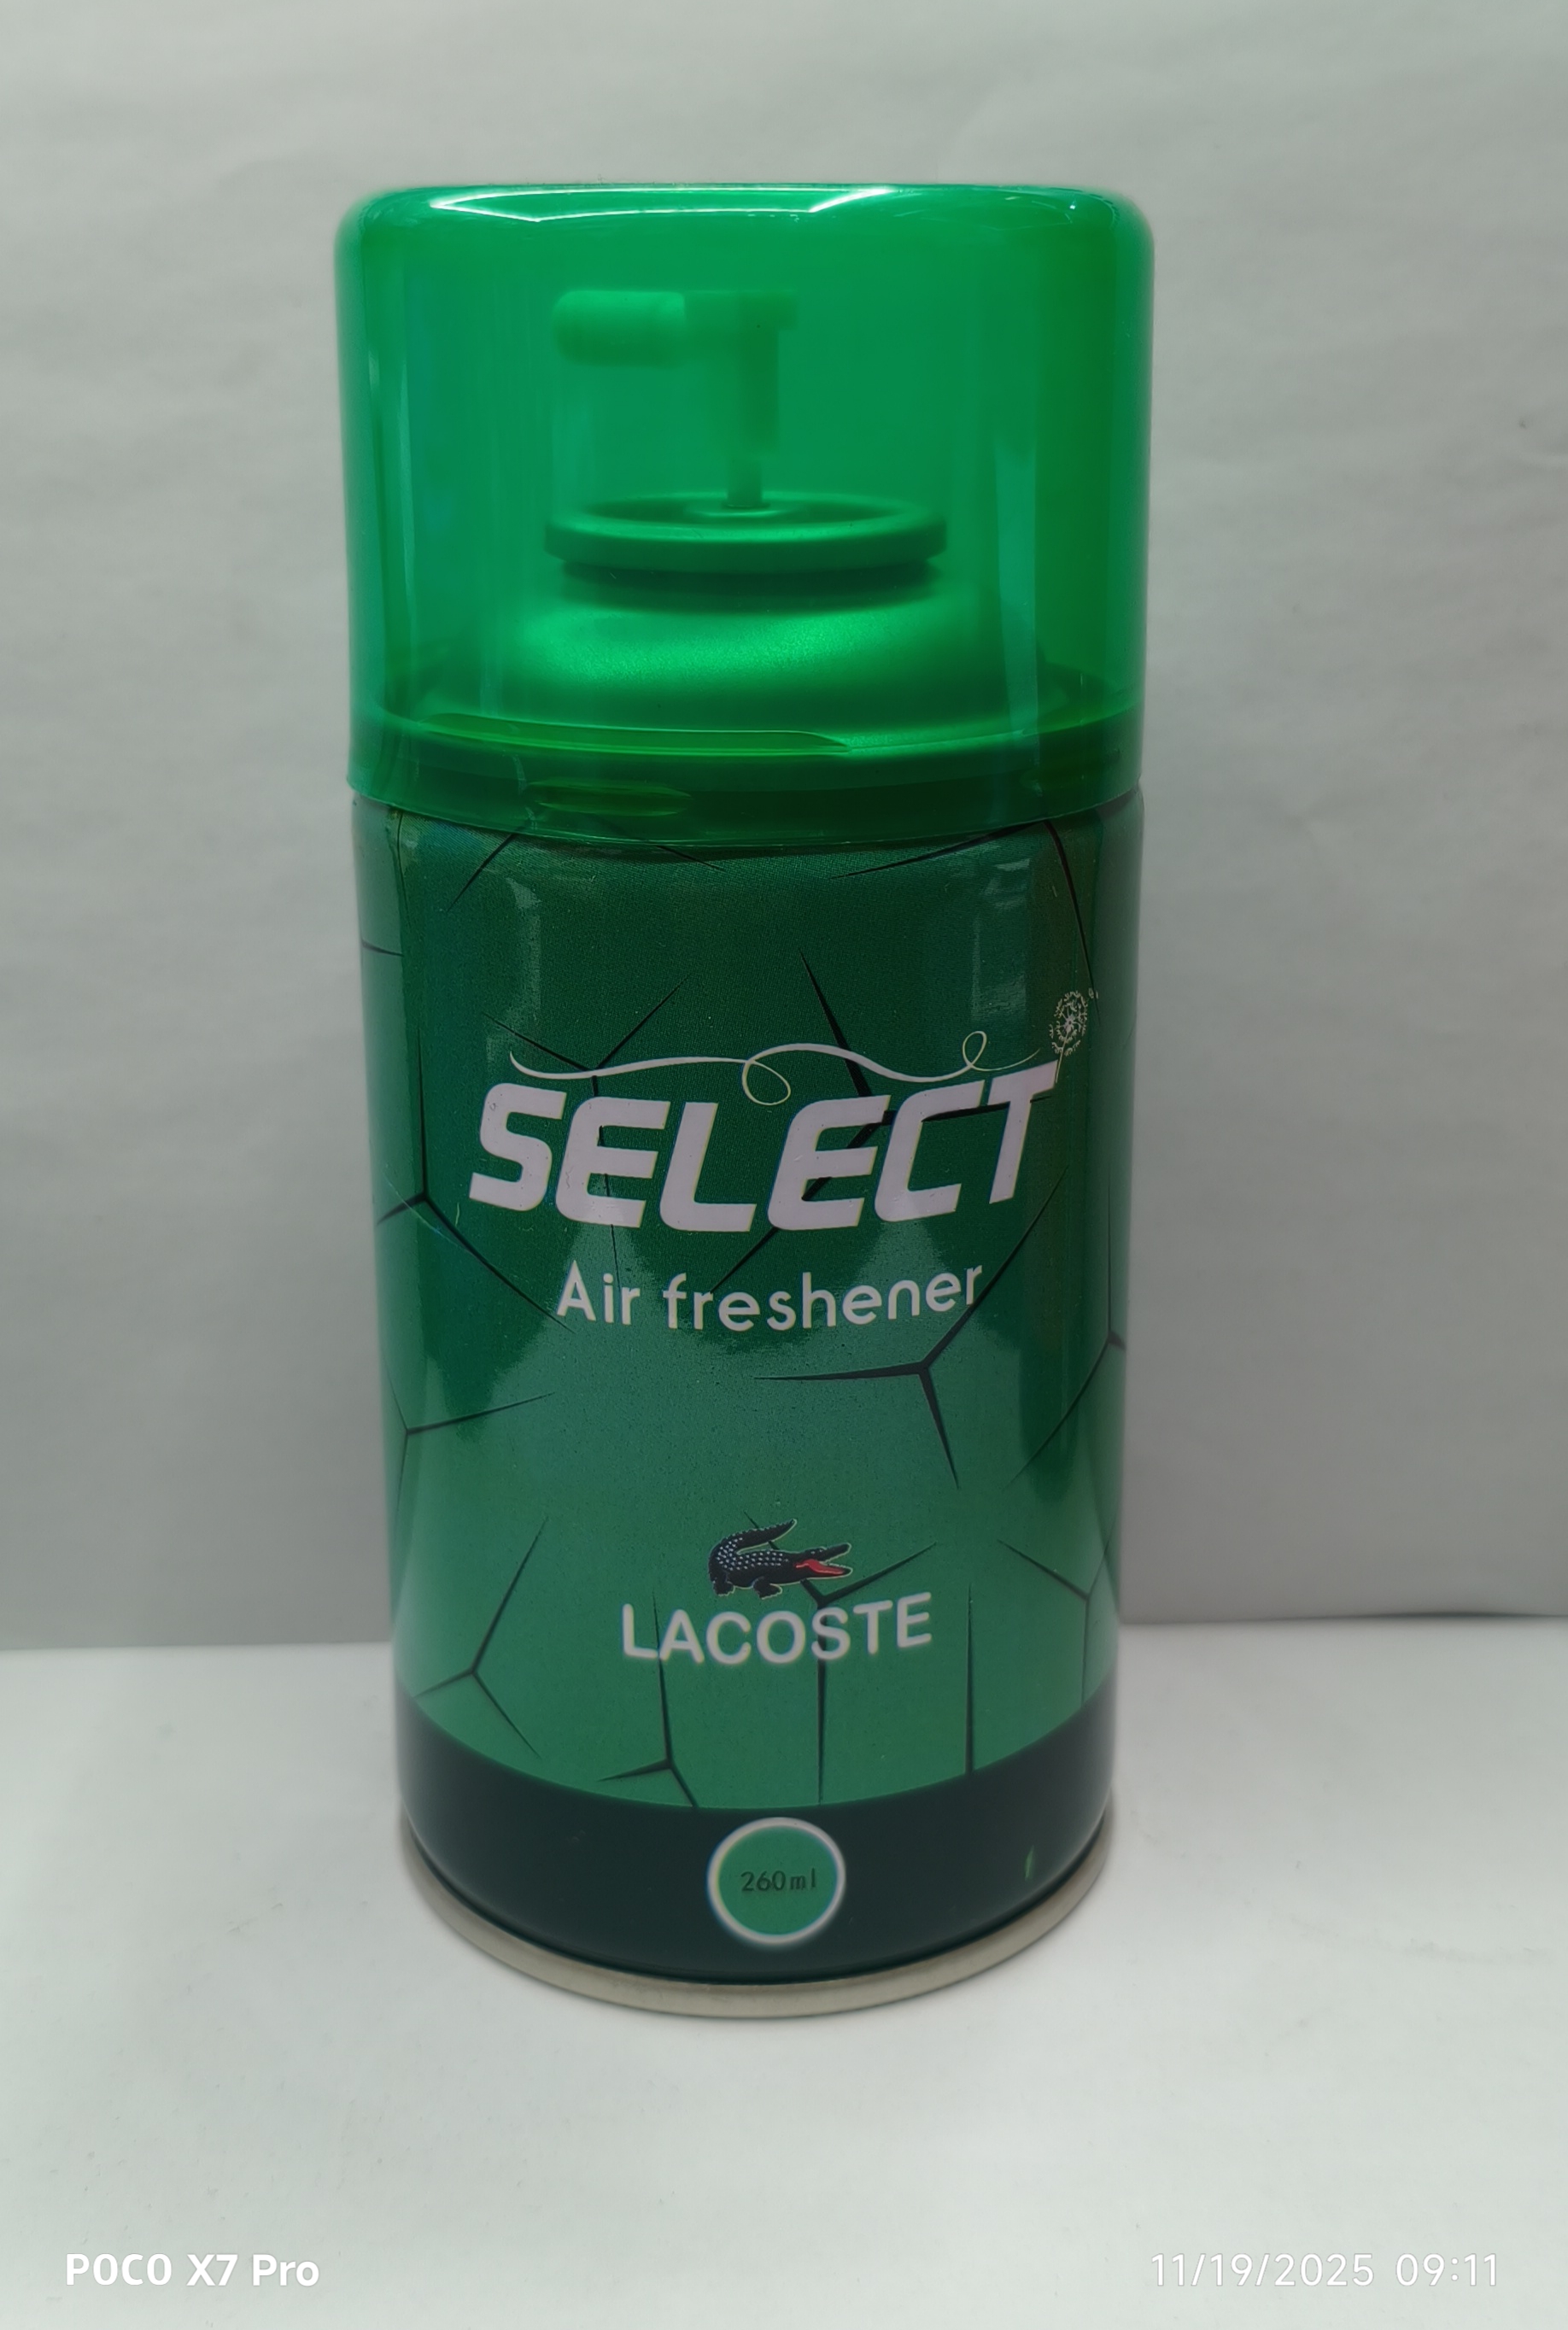 SELECT
Air freshener
LACOSTE
260ml
POCO X7 Pro
11/19/2025 09:11